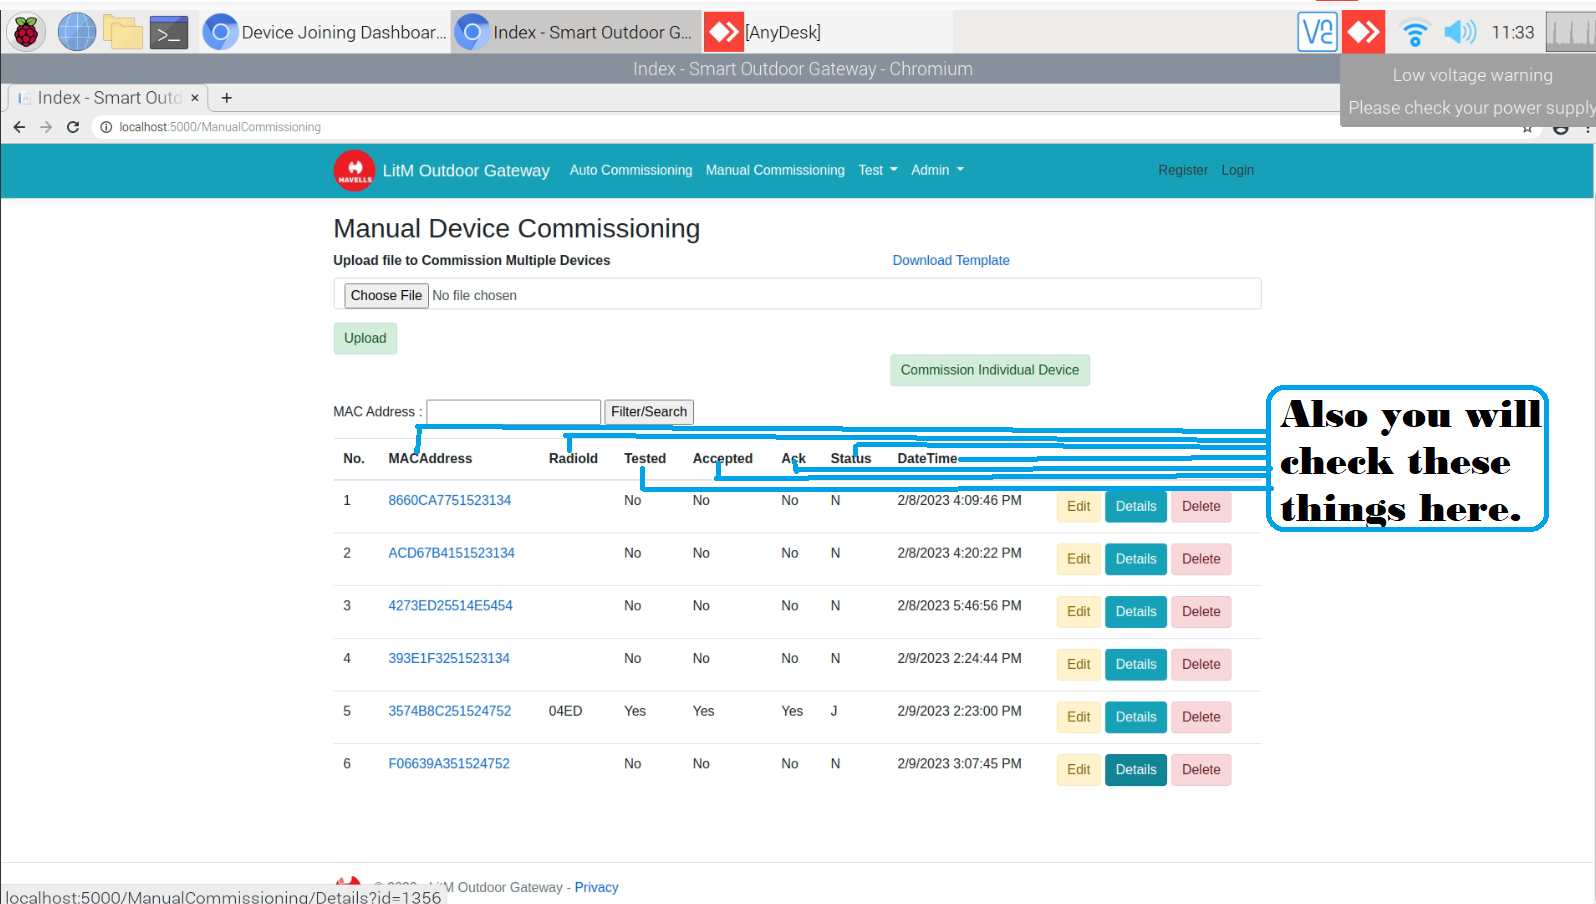 Device Joining Dashboar...
Index - Smart Outdoor G...
[AnyDesk]
11:33
Index - Smart Outdoor Gateway - Chromium
Low voltage warning
Please check your power supply
Index - Smart Outd
localhost:5000/ManualCommissioning
HAVELLS
LitM Outdoor Gateway
Auto Commissioning
Manual Commissioning
Test
Admin
Register
Login
Manual Device Commissioning
Upload file to Commission Multiple Devices
Download Template
Choose File No file chosen
Upload
Commission Individual Device
MAC Address :
Filter/Search
Also you will
check these
things here.
No. MACAddress RadioId Tested Accepted Ack Status DateTime
1 8660CA7751523134 No No No N 2/8/2023 4:09:46 PM Edit Details Delete
2 ACD67B4151523134 No No No N 2/8/2023 4:20:22 PM Edit Details Delete
3 4273ED25514E5454 No No No N 2/8/2023 5:46:56 PM Edit Details Delete
4 393E1F3251523134 No No No N 2/9/2023 2:24:44 PM Edit Details Delete
5 3574B8C251524752 04ED Yes Yes Yes J 2/9/2023 2:23:00 PM Edit Details Delete
6 F06639A351524752 No No No N 2/9/2023 3:07:45 PM Edit Details Delete
M Outdoor Gateway - Privacy
localhost:5000/ManualCommissioning/Details?id=1356